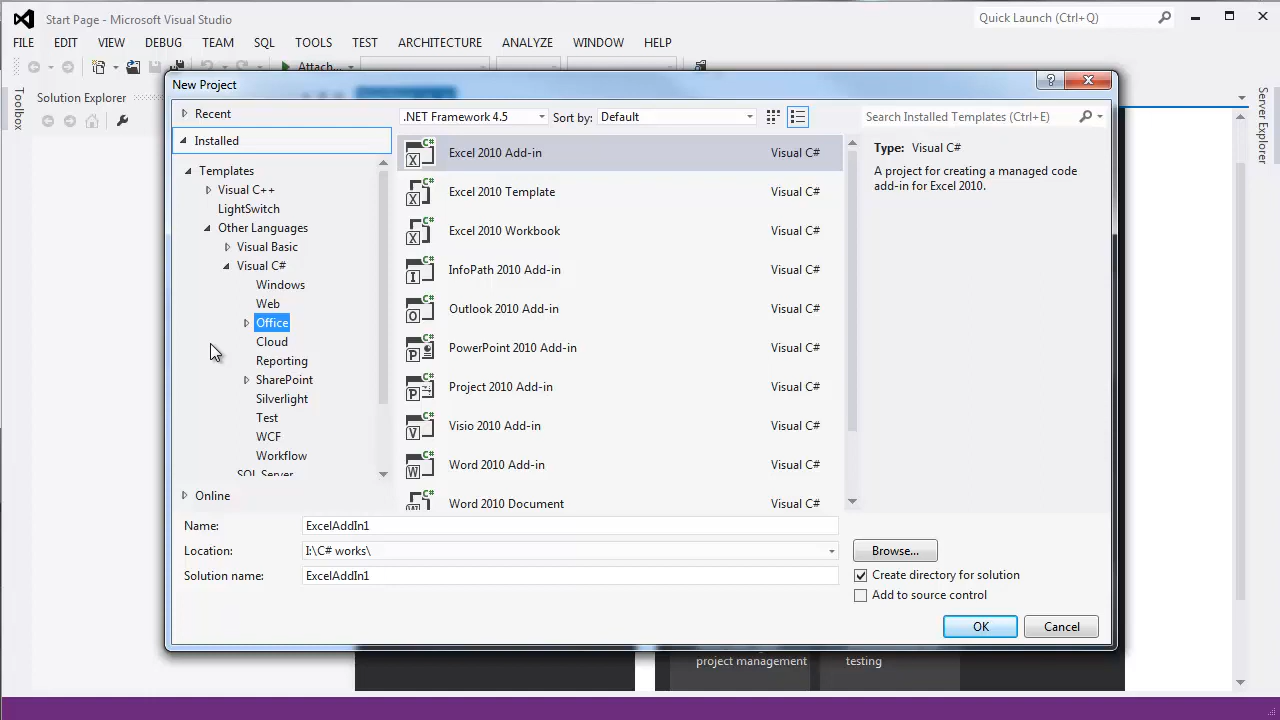 Start Page - Microsoft Visual Studio
Quick Launch (Ctrl+Q)
FILE EDIT VIEW DEBUG TEAM SQL TOOLS TEST ARCHITECTURE ANALYZE WINDOW HELP
Attach...
New Project
Toolbox
Solution Explorer
Server Explorer
Recent
.NET Framework 4.5
Sort by:
Default
Search Installed Templates (Ctrl+E)
Installed
Templates
Visual C++
LightSwitch
Other Languages
Visual Basic
Visual C#
Windows
Web
Office
Cloud
Reporting
SharePoint
Silverlight
Test
WCF
Workflow
SQL Server
Online
Excel 2010 Add-in Visual C#
Excel 2010 Template Visual C#
Excel 2010 Workbook Visual C#
InfoPath 2010 Add-in Visual C#
Outlook 2010 Add-in Visual C#
PowerPoint 2010 Add-in Visual C#
Project 2010 Add-in Visual C#
Visio 2010 Add-in Visual C#
Word 2010 Add-in Visual C#
Word 2010 Document Visual C#
Type: Visual C#
A project for creating a managed code
add-in for Excel 2010.
Name: ExcelAddIn1
Location: I:\C# works\
Browse...
Solution name: ExcelAddIn1
Create directory for solution
Add to source control
OK
Cancel
project management
testing